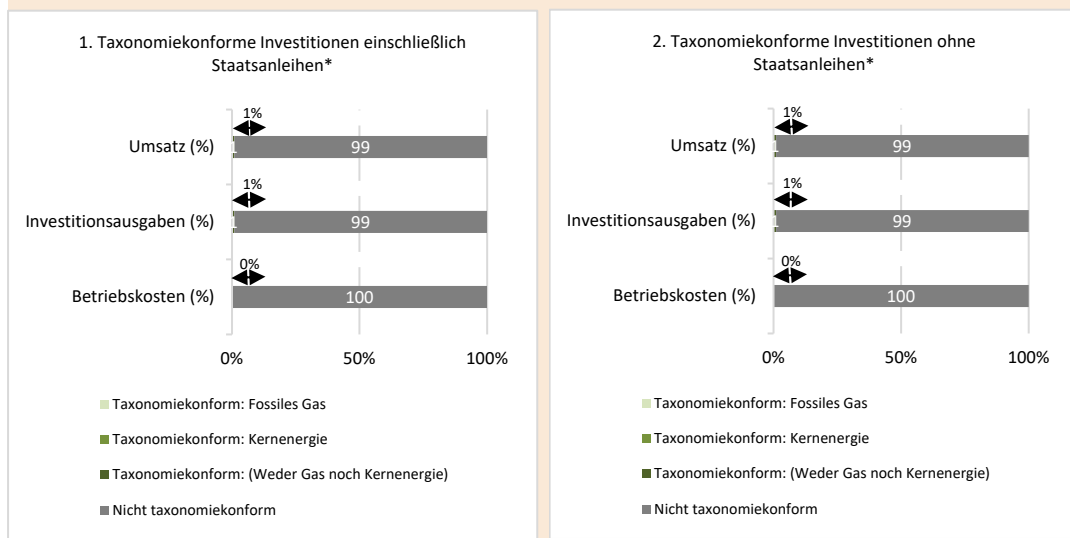 1. Taxonomiekonforme Investitionen einschließlich
Staatsanleihen*
1%
Umsatz (%)
1
99
1%
Investitionsausgaben (%)
1
99
0%
Betriebskosten (%)
100
0%
50%
100%
Taxonomiekonform: Fossiles Gas
Taxonomiekonform: Kernenergie
Taxonomiekonform: (Weder Gas noch Kernenergie)
Nicht taxonomiekonform
2. Taxonomiekonforme Investitionen ohne
Staatsanleihen*
1%
Umsatz (%)
1
99
1%
Investitionsausgaben (%)
1
99
0%
Betriebskosten (%)
100
0%
50%
100%
Taxonomiekonform: Fossiles Gas
Taxonomiekonform: Kernenergie
Taxonomiekonform: (Weder Gas noch Kernenergie)
Nicht taxonomiekonform